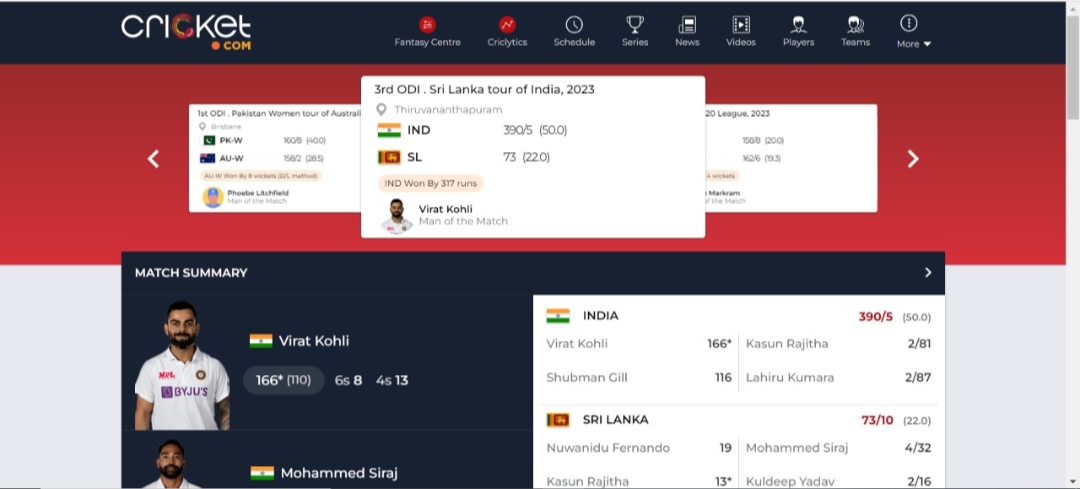 cricket
.COM
Fantasy Centre
Criclytics
Schedule
Series
News
Videos
Players
Teams
More
1st ODI . Pakistan Women tour of Australi
Brisbane
PK-W 160/8 (40.0)
AU-W 158/2 (28.5)
AU-W Won By 8 wickets (D/L method)
Phoebe Litchfield
Man of the Match
3rd ODI . Sri Lanka tour of India, 2023
Thiruvananthapuram
IND 390/5 (50.0)
SL 73 (22.0)
IND Won By 317 runs
Virat Kohli
Man of the Match
20 League, 2023
158/8 (20.0)
162/6 (19.3)
wickets
Markram
f the Match
MATCH SUMMARY
Virat Kohli
166* (110) 6s 8 4s 13
BYJU'S
Mohammed Siraj
INDIA 390/5 (50.0)
Virat Kohli 166* Kasun Rajitha 2/81
Shubman Gill 116 Lahiru Kumara 2/87
SRI LANKA 73/10 (22.0)
Nuwanidu Fernando 19 Mohammed Siraj 4/32
Kasun Rajitha 13* Kuldeep Yadav 2/16